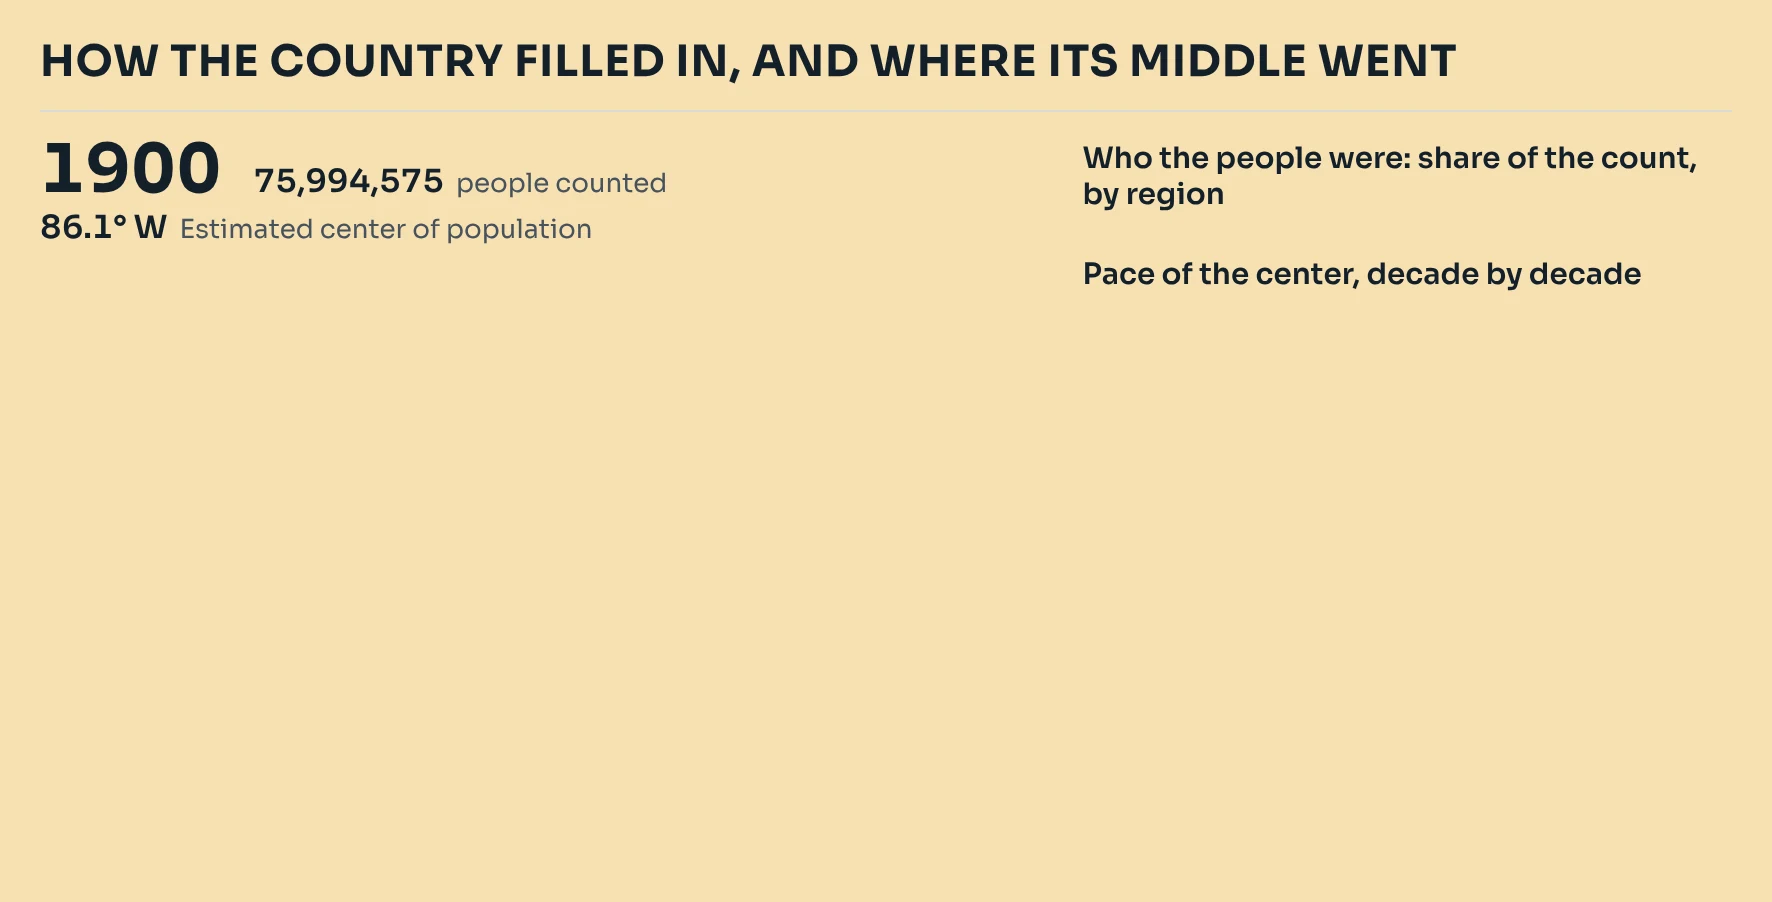 HOW THE COUNTRY FILLED IN, AND WHERE ITS MIDDLE WENT
1900 75,994,575 people counted
86.1° W Estimated center of population
Who the people were: share of the count,
by region
Pace of the center, decade by decade